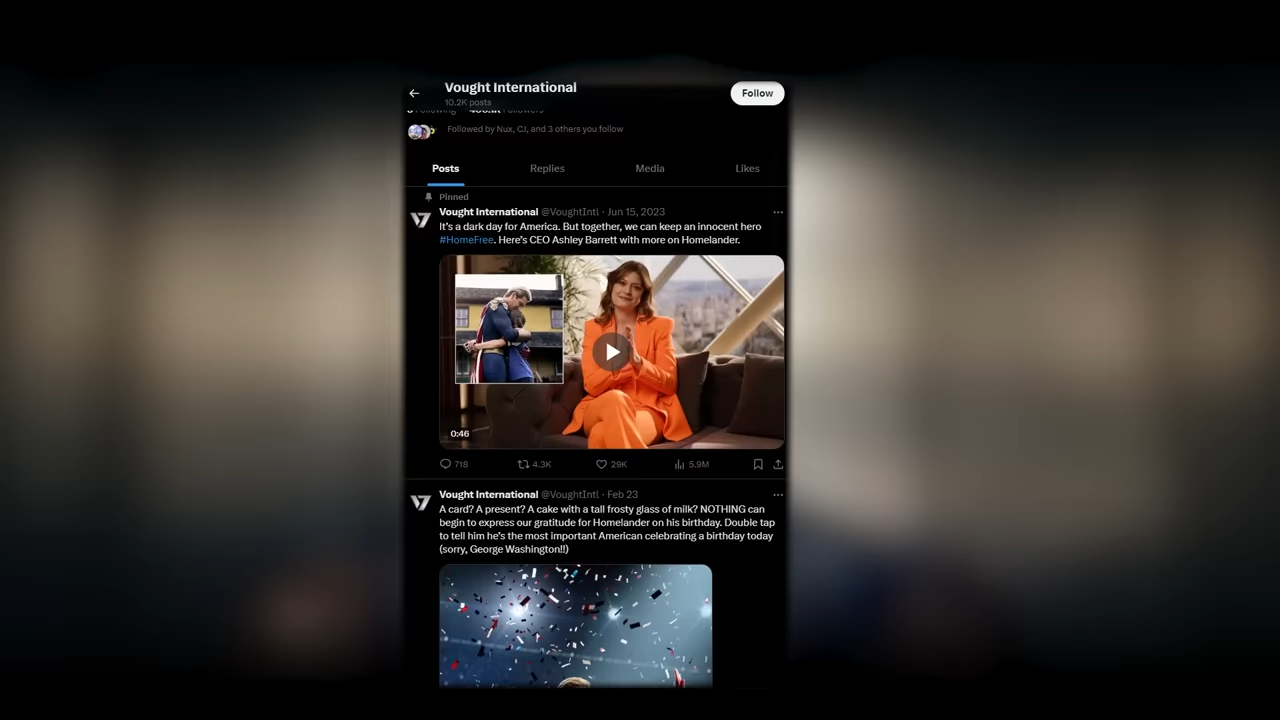 Vought International
Follow
10.2K posts
Followers
Followed by Nux, CJ, and 3 others you follow
Posts
Replies
Media
Likes
Pinned
Vought International @VoughtIntl · Jun 15, 2023
It's a dark day for America. But together, we can keep an innocent hero
#HomeFree. Here's CEO Ashley Barrett with more on Homelander.
0:46
718
4.3K
29K
5.9M
Vought International @VoughtIntl · Feb 23
A card? A present? A cake with a tall frosty glass of milk? NOTHING can
begin to express our gratitude for Homelander on his birthday. Double tap
to tell him he's the most important American celebrating a birthday today
(sorry, George Washington!!)